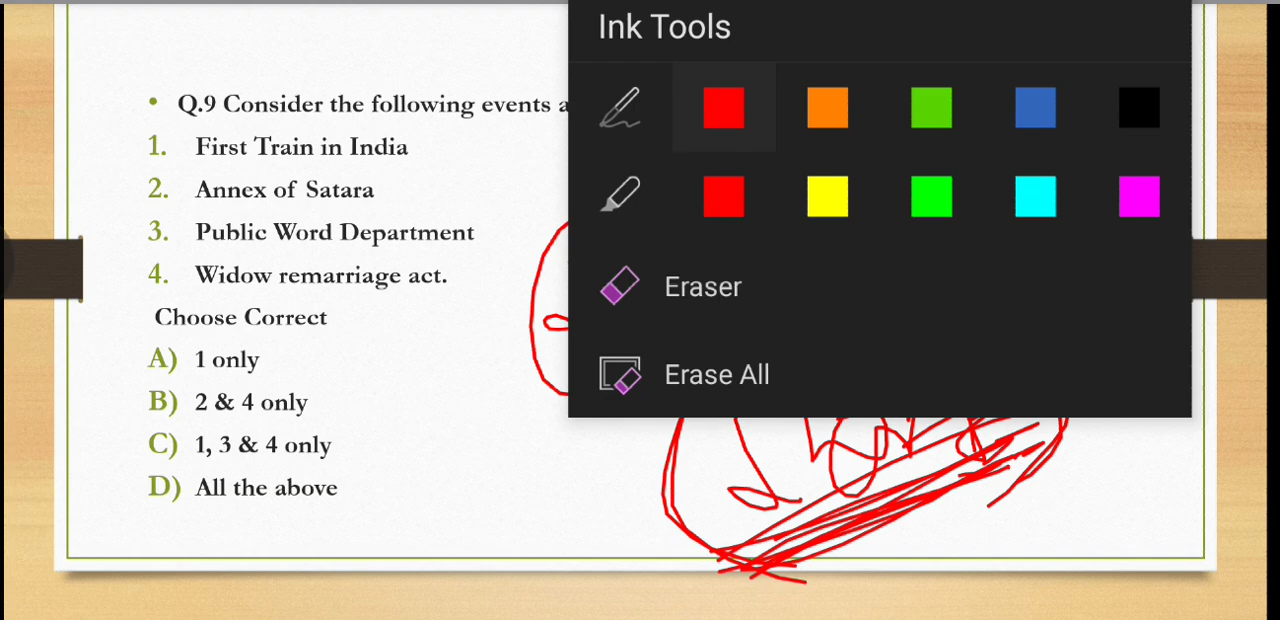 Ink Tools
• Q.9 Consider the following events a
1. First Train in India
2. Annex of Satara
3. Public Word Department
4. Widow remarriage act.
Choose Correct
A) 1 only
B) 2 & 4 only
C) 1, 3 & 4 only
D) All the above
Eraser
Erase All